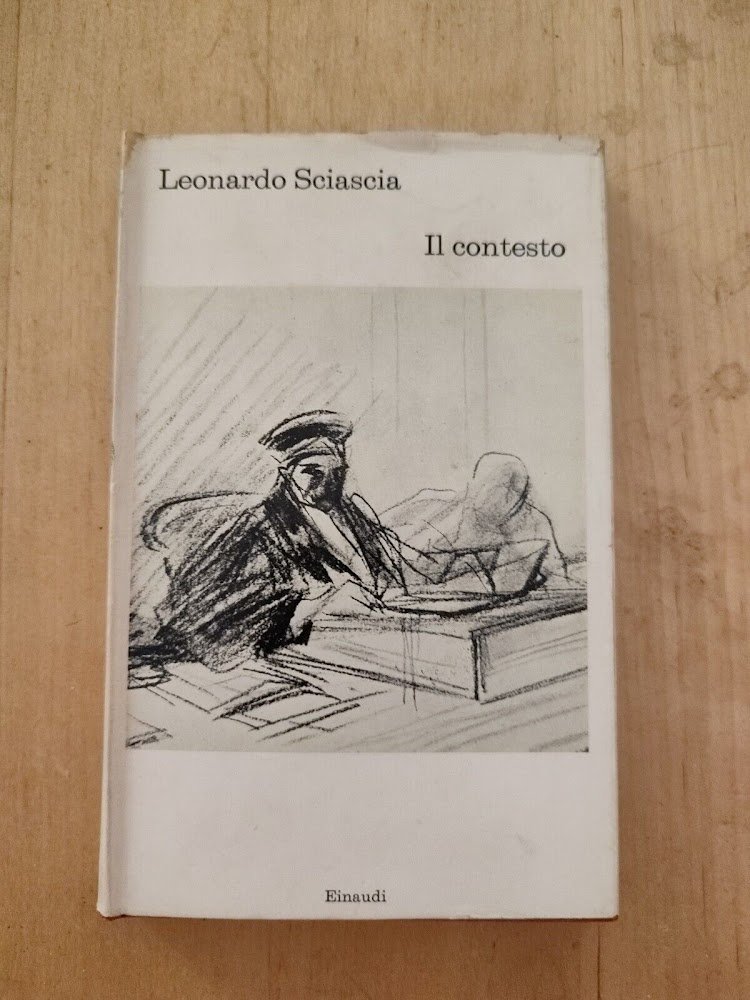 Leonardo Sciascia
Il contesto
Einaudi